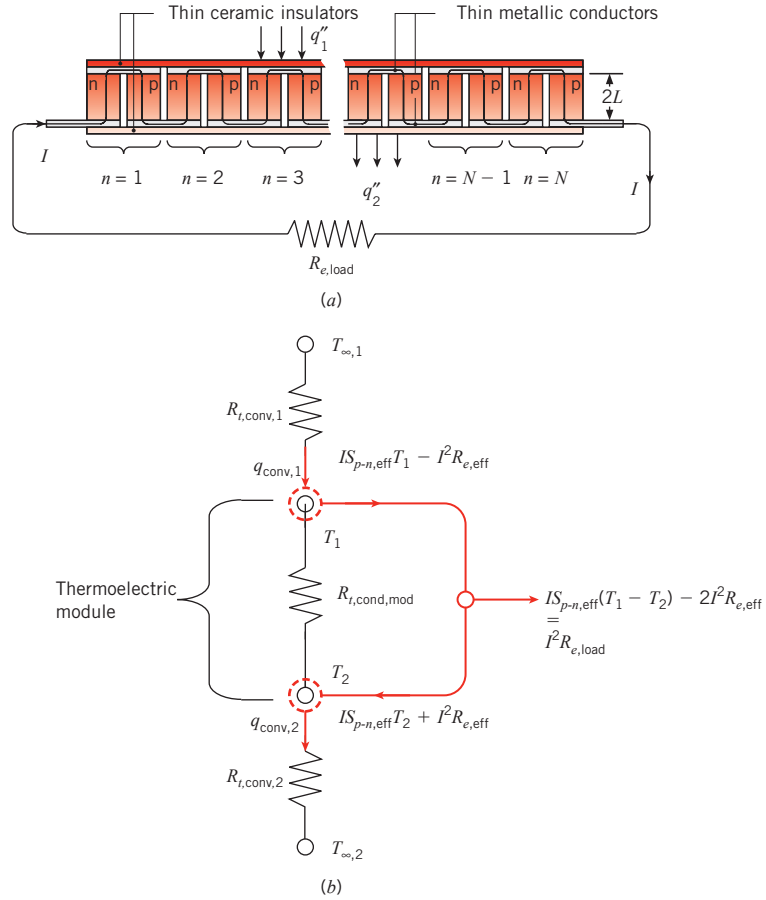 Thin ceramic insulators
Thin metallic conductors
q″₁
n p n p n p n p n p n p
2L
I
n = 1 n = 2 n = 3
q″₂
n = N − 1 n = N
I
Rₑ,load
(a)
T∞,1
Rt,conv,1
qconv,1
ISp-n,effT₁ − I²Re,eff
T₁
Thermoelectric
module
Rt,cond,mod
ISp-n,eff(T₁ − T₂) − 2I²Re,eff
=
I²Re,load
T₂
qconv,2
ISp-n,effT₂ + I²Re,eff
Rt,conv,2
T∞,2
(b)